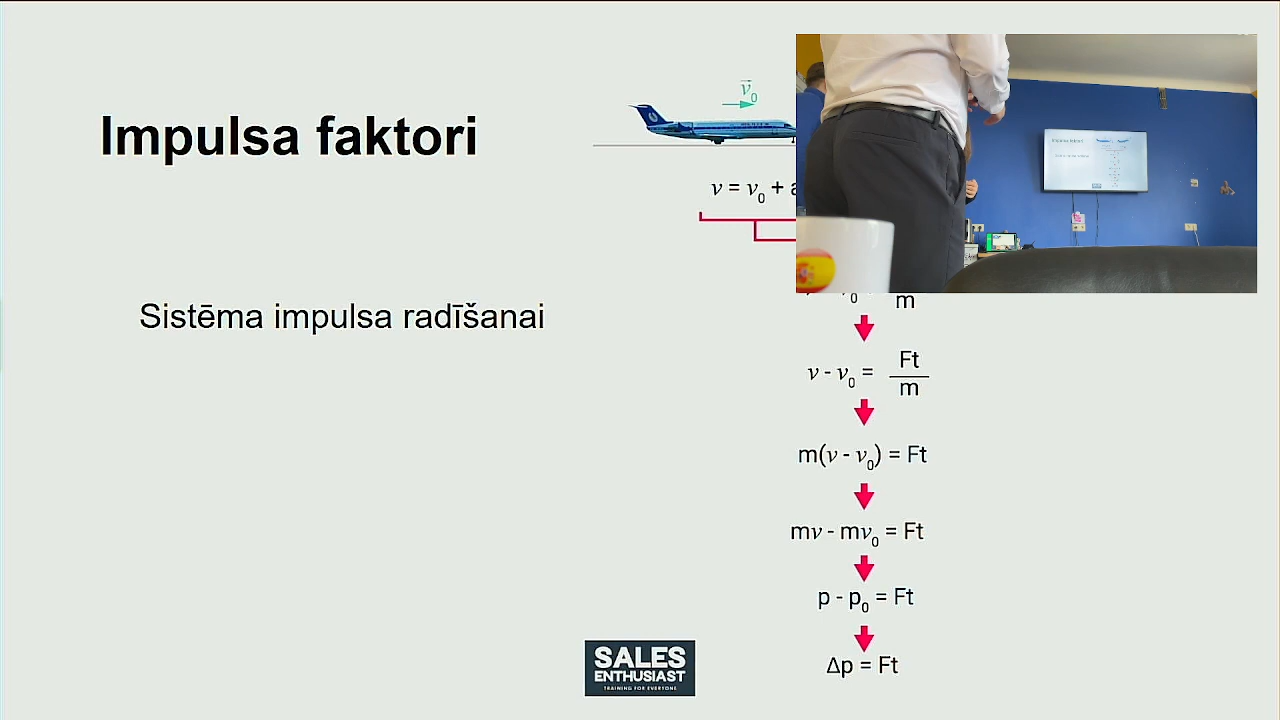 Impulsa faktori
v⃗₀
v = v₀ + a
m
v - v₀ = Ft/m
Sistēma impulsa radīšanai
m(v - v₀) = Ft
mv - mv₀ = Ft
p - p₀ = Ft
Δp = Ft
SALES
ENTHUSIAST
TRAINING FOR EVERYONE